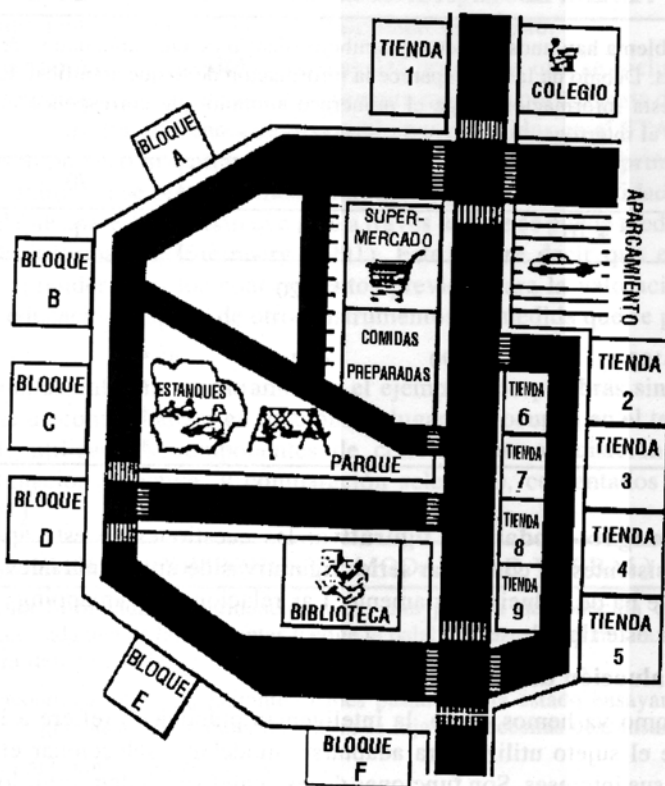 TIENDA
1
COLEGIO
BLOQUE
A
APARCAMIENTO
SUPER-
MERCADO
COMIDAS
PREPARADAS
BLOQUE
B
TIENDA
2
TIENDA
3
TIENDA
4
TIENDA
5
TIENDA
6
TIENDA
7
TIENDA
8
TIENDA
9
ESTANQUES
PARQUE
BLOQUE
C
BLOQUE
D
BIBLIOTECA
BLOQUE
E
BLOQUE
F